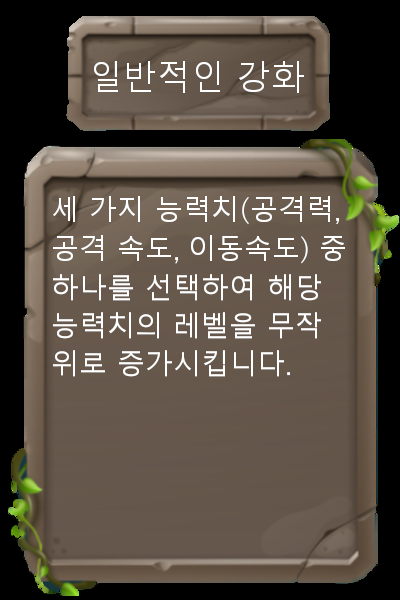 일반적인 강화
세 가지 능력치(공격력,
공격 속도, 이동속도) 중
하나를 선택하여 해당
능력치의 레벨을 무작
위로 증가시킵니다.